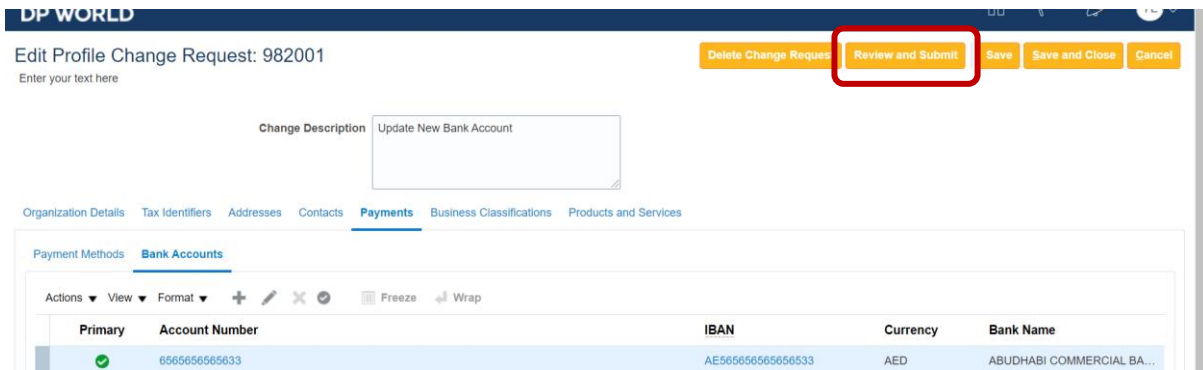 DP WORLD
Edit Profile Change Request: 982001
Delete Change Request Review and Submit Save Save and Close Cancel
Enter your text here
Change Description Update New Bank Account
Organization Details Tax Identifiers Addresses Contacts Payments Business Classifications Products and Services
Payment Methods Bank Accounts
Actions View Format Freeze Wrap
Primary Account Number IBAN Currency Bank Name
6565656565633 AE565656565656533 AED ABUDHABI COMMERCIAL BA...